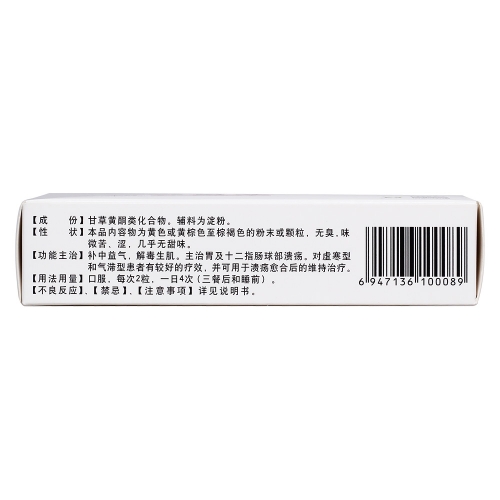 【成　份】甘草黄酮类化合物。辅料为淀粉。
【性　状】本品内容物为黄色或黄棕色至棕褐色的粉末或颗粒，无臭，味
微苦、涩，几乎无甜味。
【功能主治】补中益气，解毒生肌。主治胃及十二指肠球部溃疡。对虚寒型
和气滞型患者有较好的疗效，并可用于溃疡愈合后的维持治疗。
【用法用量】口服，每次2粒，一日4次（三餐后和睡前）。
【不良反应】、【禁忌】、【注意事项】详见说明书。
6 947136 100089